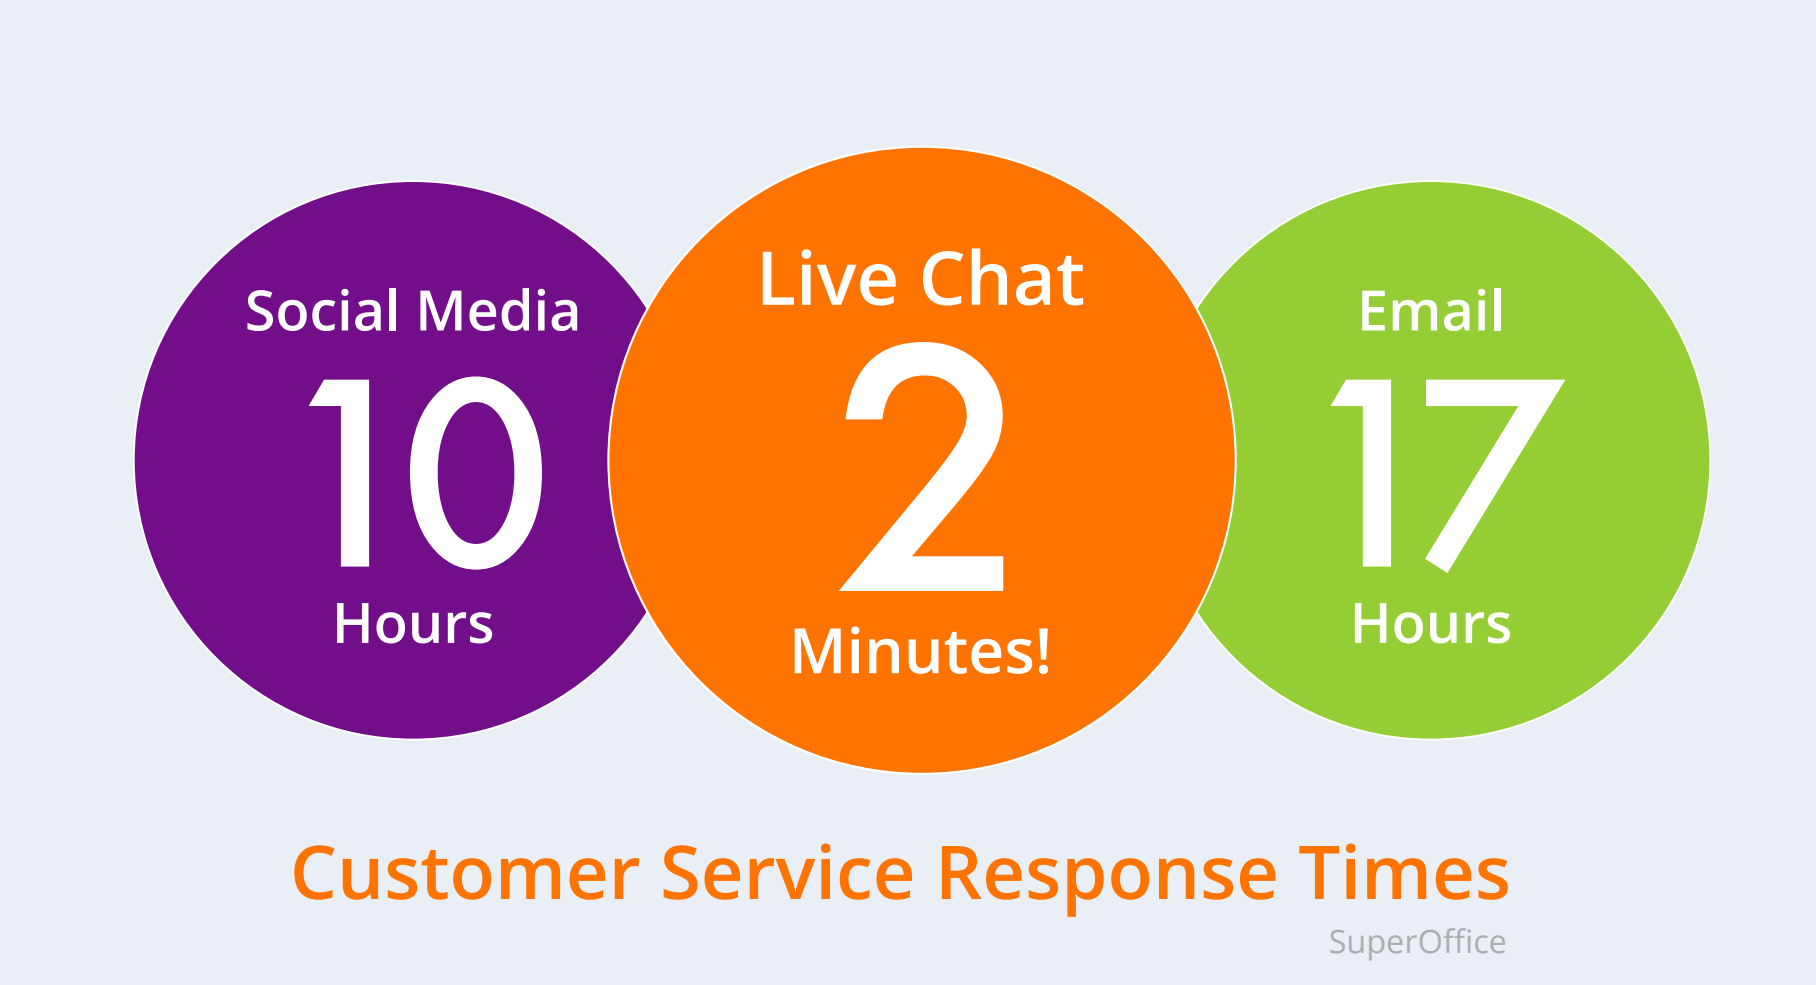 Social Media
10
Hours
Live Chat
2
Minutes!
Email
17
Hours
Customer Service Response Times
SuperOffice